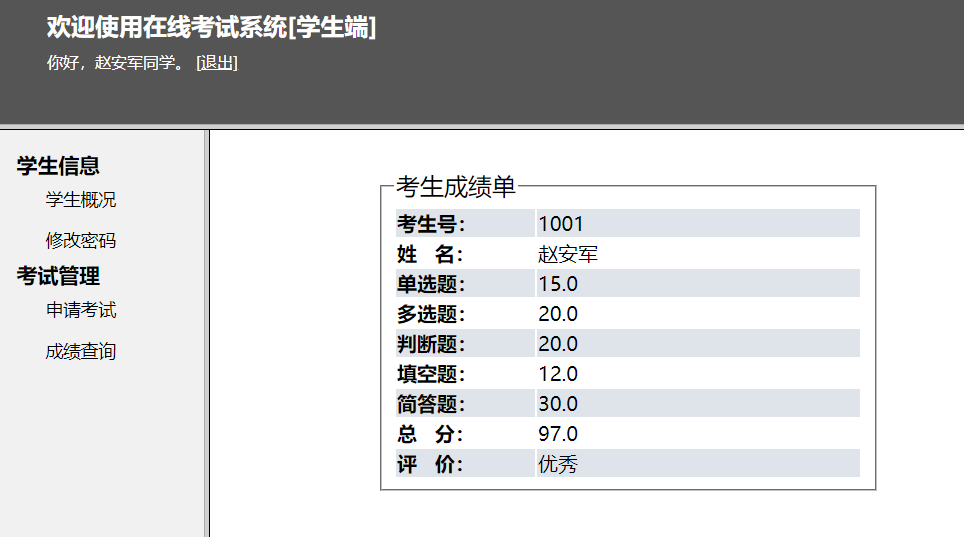 欢迎使用在线考试系统[学生端]
你好，赵安军同学。 [退出]
学生信息
学生概况
修改密码
考试管理
申请考试
成绩查询
考生成绩单
考生号： 1001
姓 名： 赵安军
单选题： 15.0
多选题： 20.0
判断题： 20.0
填空题： 12.0
简答题： 30.0
总 分： 97.0
评 价： 优秀